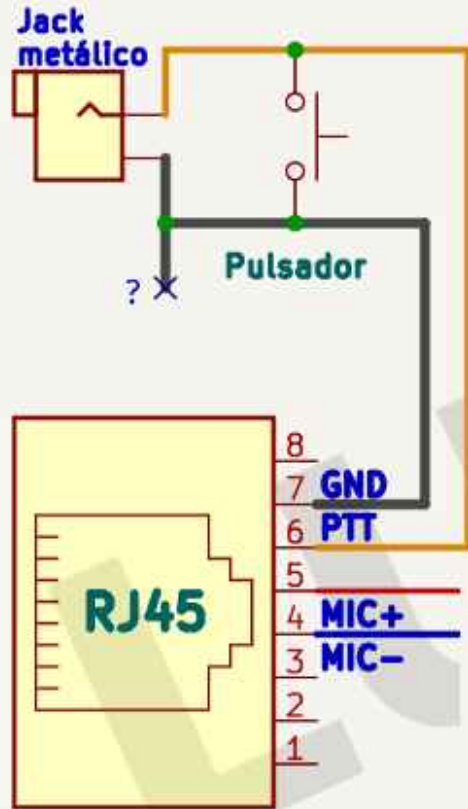 Jack
metálico
Pulsador
?
8
7 GND
6 PTT
5
4 MIC+
3 MIC-
2
1
RJ45